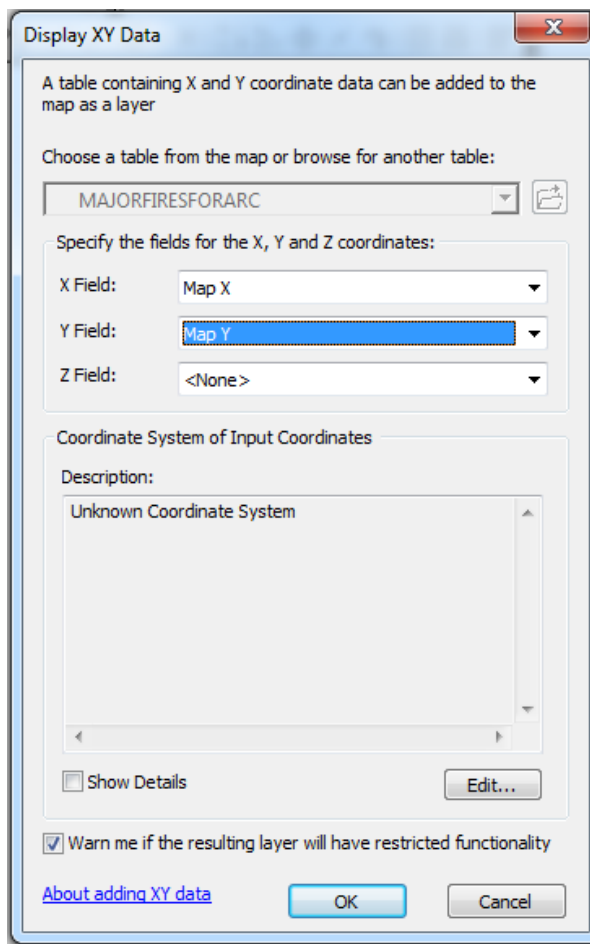 Display XY Data
A table containing X and Y coordinate data can be added to the
map as a layer
Choose a table from the map or browse for another table:
MAJORFIRESFORARC
Specify the fields for the X, Y and Z coordinates:
X Field: Map X
Y Field: Map Y
Z Field: <None>
Coordinate System of Input Coordinates
Description:
Unknown Coordinate System
Show Details Edit...
Warn me if the resulting layer will have restricted functionality
About adding XY data OK Cancel